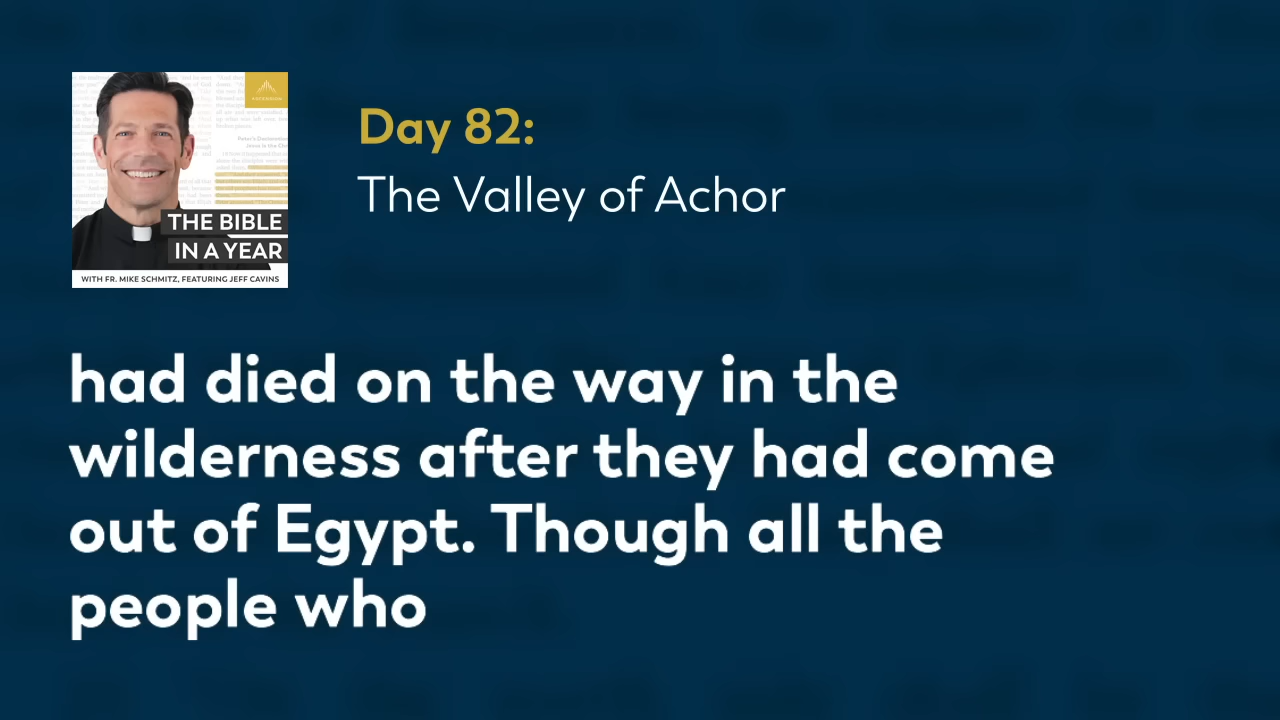 Day 82:
The Valley of Achor
THE BIBLE
IN A YEAR
WITH FR. MIKE SCHMITZ, FEATURING JEFF CAVINS
had died on the way in the
wilderness after they had come
out of Egypt. Though all the
people who